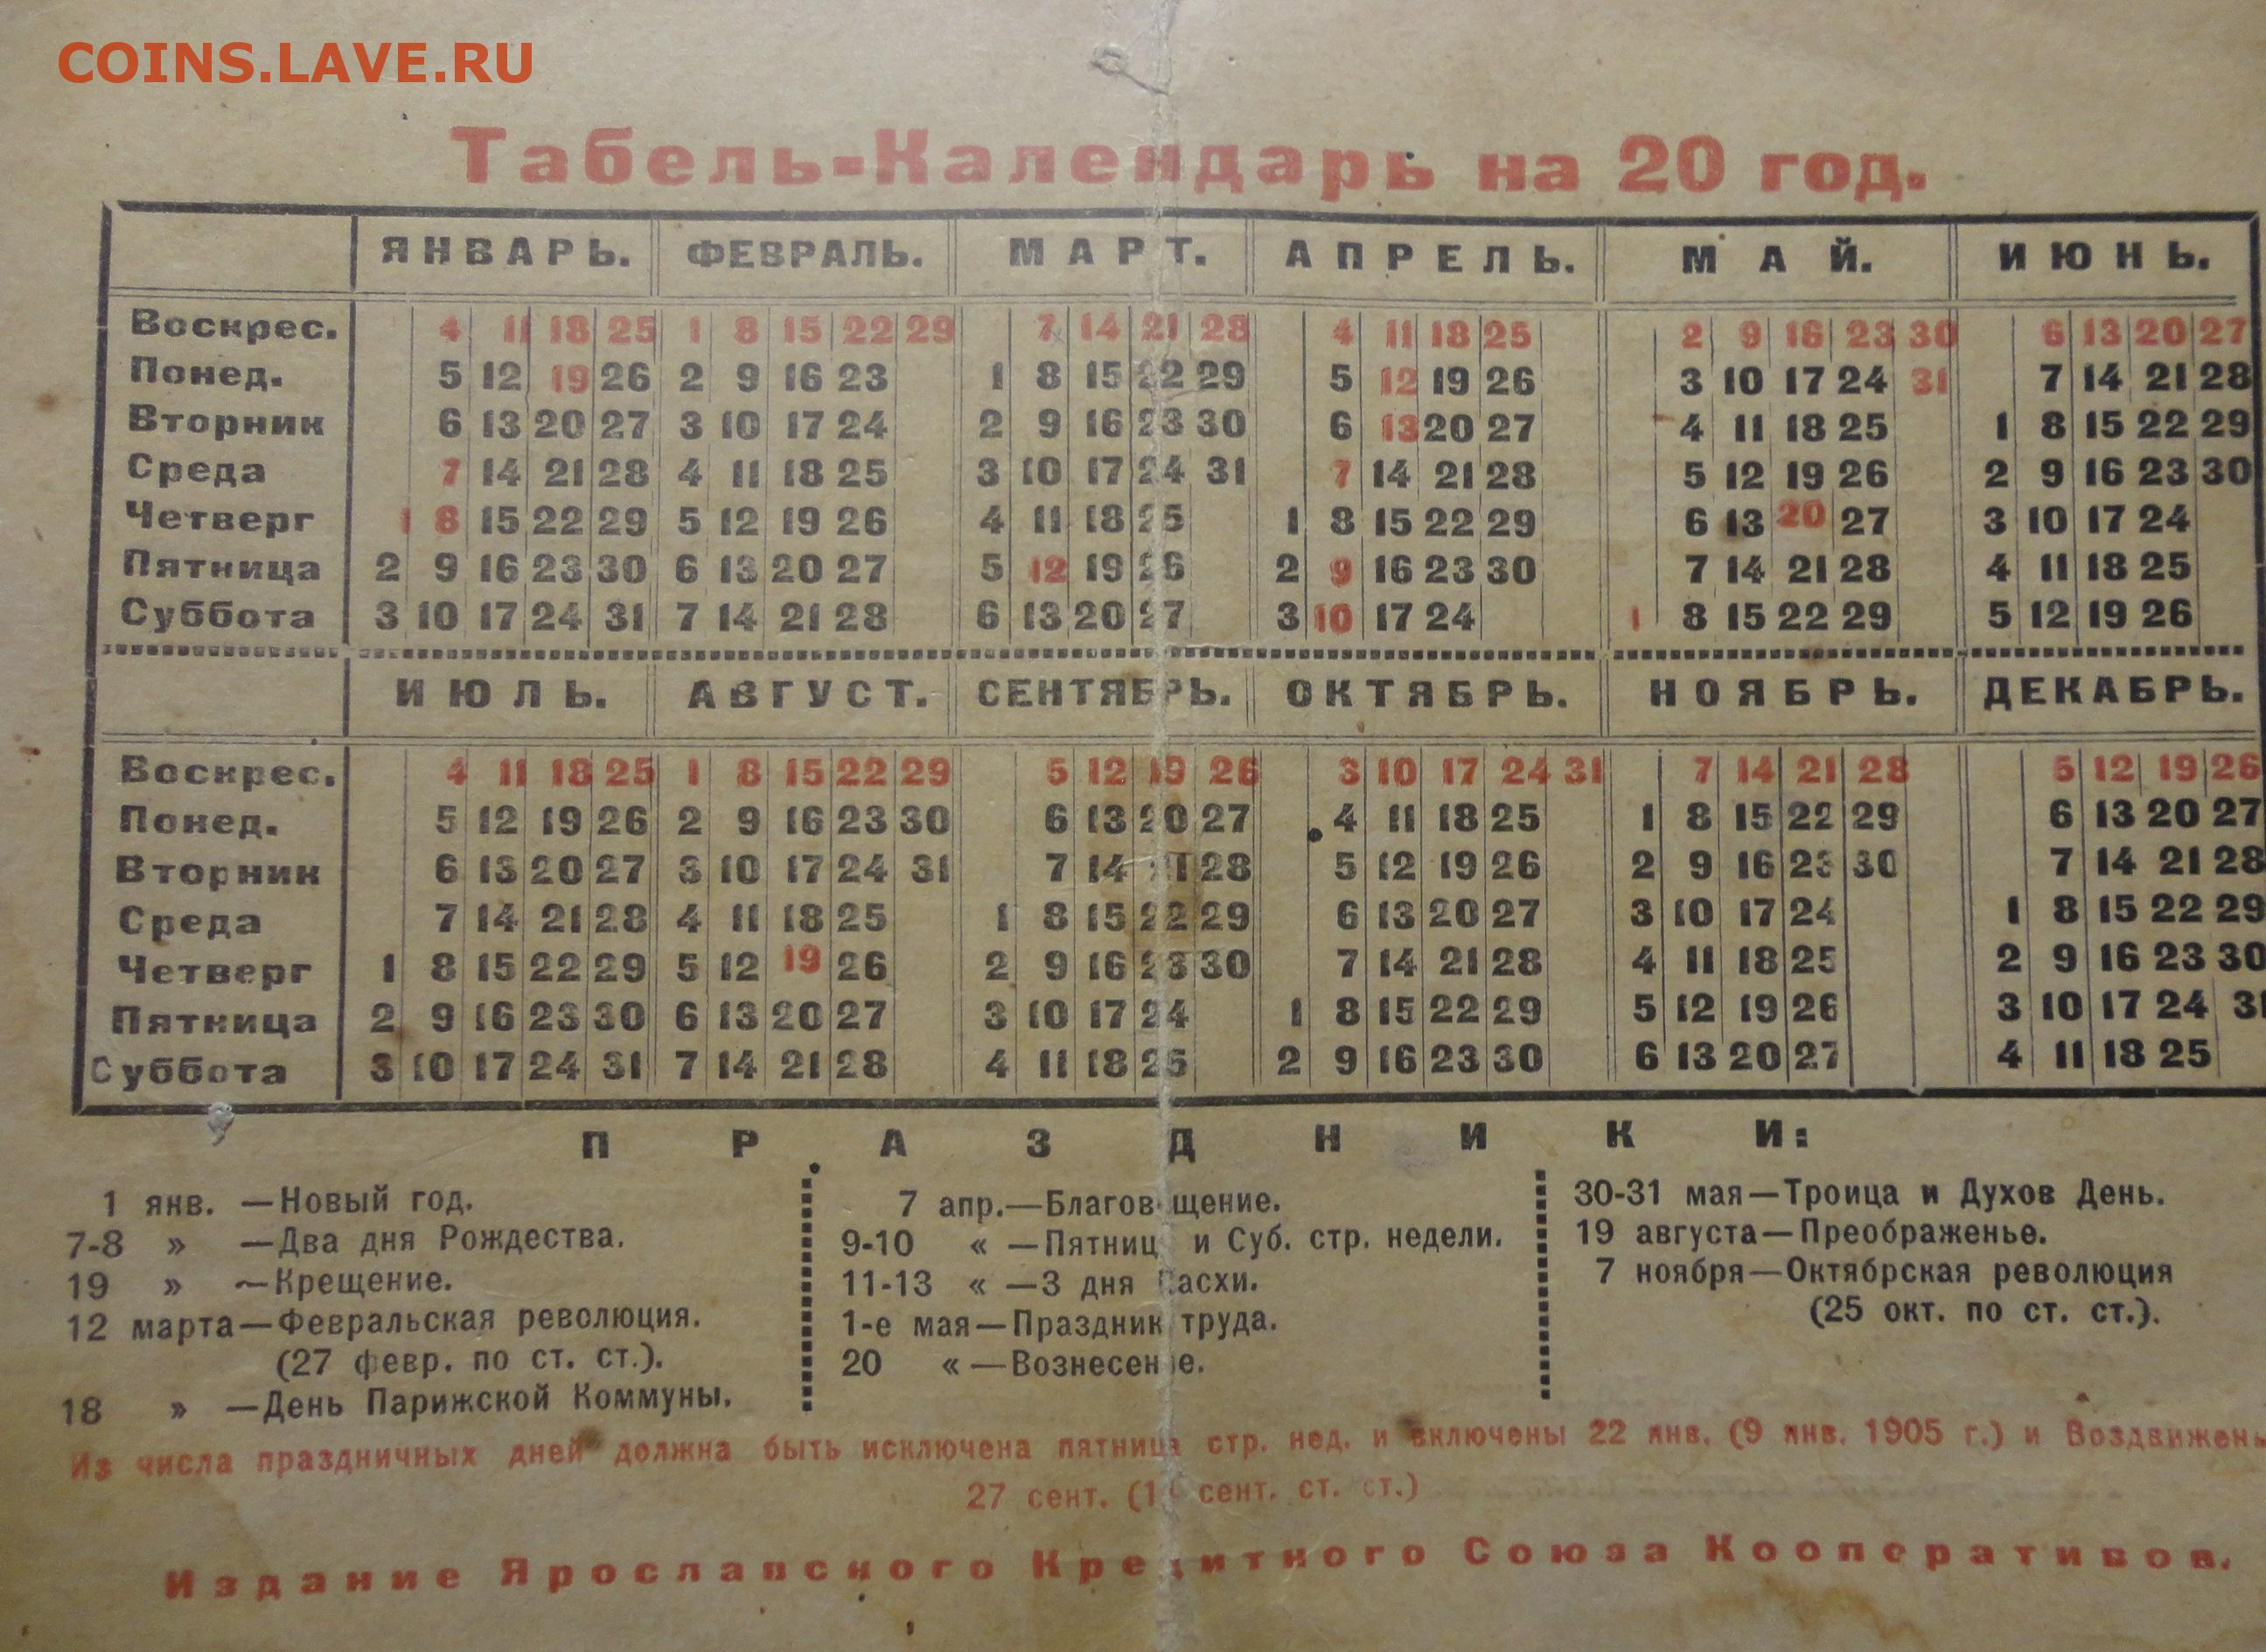 COINS.LAVE.RU
Табель-Календарь на 20 год.
ЯНВАРЬ. ФЕВРАЛЬ. МАРТ. АПРЕЛЬ. МАЙ. ИЮНЬ.
Воскрес. 4 11 18 25 1 8 15 22 29 7 14 21 28 4 11 18 25 2 9 16 23 30 6 13 20 27
Понед. 5 12 19 26 2 9 16 23 1 8 15 22 29 5 12 19 26 3 10 17 24 31 7 14 21 28
Вторник 6 13 20 27 3 10 17 24 2 9 16 23 30 6 13 20 27 4 11 18 25 1 8 15 22 29
Среда 7 14 21 28 4 11 18 25 3 10 17 24 31 7 14 21 28 5 12 19 26 2 9 16 23 30
Четверг 1 8 15 22 29 5 12 19 26 4 11 18 25 1 8 15 22 29 6 13 20 27 3 10 17 24
Пятница 2 9 16 23 30 6 13 20 27 5 12 19 26 2 9 16 23 30 7 14 21 28 4 11 18 25
Суббота 3 10 17 24 31 7 14 21 28 6 13 20 27 3 10 17 24 1 8 15 22 29 5 12 19 26
ИЮЛЬ. АВГУСТ. СЕНТЯБРЬ. ОКТЯБРЬ. НОЯБРЬ. ДЕКАБРЬ.
Воскрес. 4 11 18 25 1 8 15 22 29 5 12 19 26 3 10 17 24 31 7 14 21 28 5 12 19 26
Понед. 5 12 19 26 2 9 16 23 30 6 13 20 27 4 11 18 25 1 8 15 22 29 6 13 20 27
Вторник 6 13 20 27 3 10 17 24 31 7 14 21 28 5 12 19 26 2 9 16 23 30 7 14 21 28
Среда 7 14 21 28 4 11 18 25 1 8 15 22 29 6 13 20 27 3 10 17 24 1 8 15 22 29
Четверг 1 8 15 22 29 5 12 19 26 2 9 16 23 30 7 14 21 28 4 11 18 25 2 9 16 23 30
Пятница 2 9 16 23 30 6 13 20 27 3 10 17 24 1 8 15 22 29 5 12 19 26 3 10 17 24 31
Суббота 3 10 17 24 31 7 14 21 28 4 11 18 25 2 9 16 23 30 6 13 20 27 4 11 18 25
ПРАЗДНИКИ:
1 янв. —Новый год.
7-8 » —Два дня Рождества.
19 » —Крещение.
12 марта—Февральская революция.
(27 февр. по ст. ст.).
18 » —День Парижской Коммуны.
7 апр.—Благовещение.
9-10 « —Пятниц и Суб. стр. недели.
11-13 « —3 дня Пасхи.
1-е мая—Праздник труда.
20 « —Вознесение.
30-31 мая—Троица и Духов День.
19 августа—Преображенье.
7 ноября—Октябрская революция
(25 окт. по ст. ст.).
Из числа праздничных дней должна быть исключена пятница стр. нед. и включены 22 янв. (9 янв. 1905 г.) и Воздвижень
27 сент. (14 сент. ст. ст.)
Издание Ярославского Кредитного Союза Кооперативов.